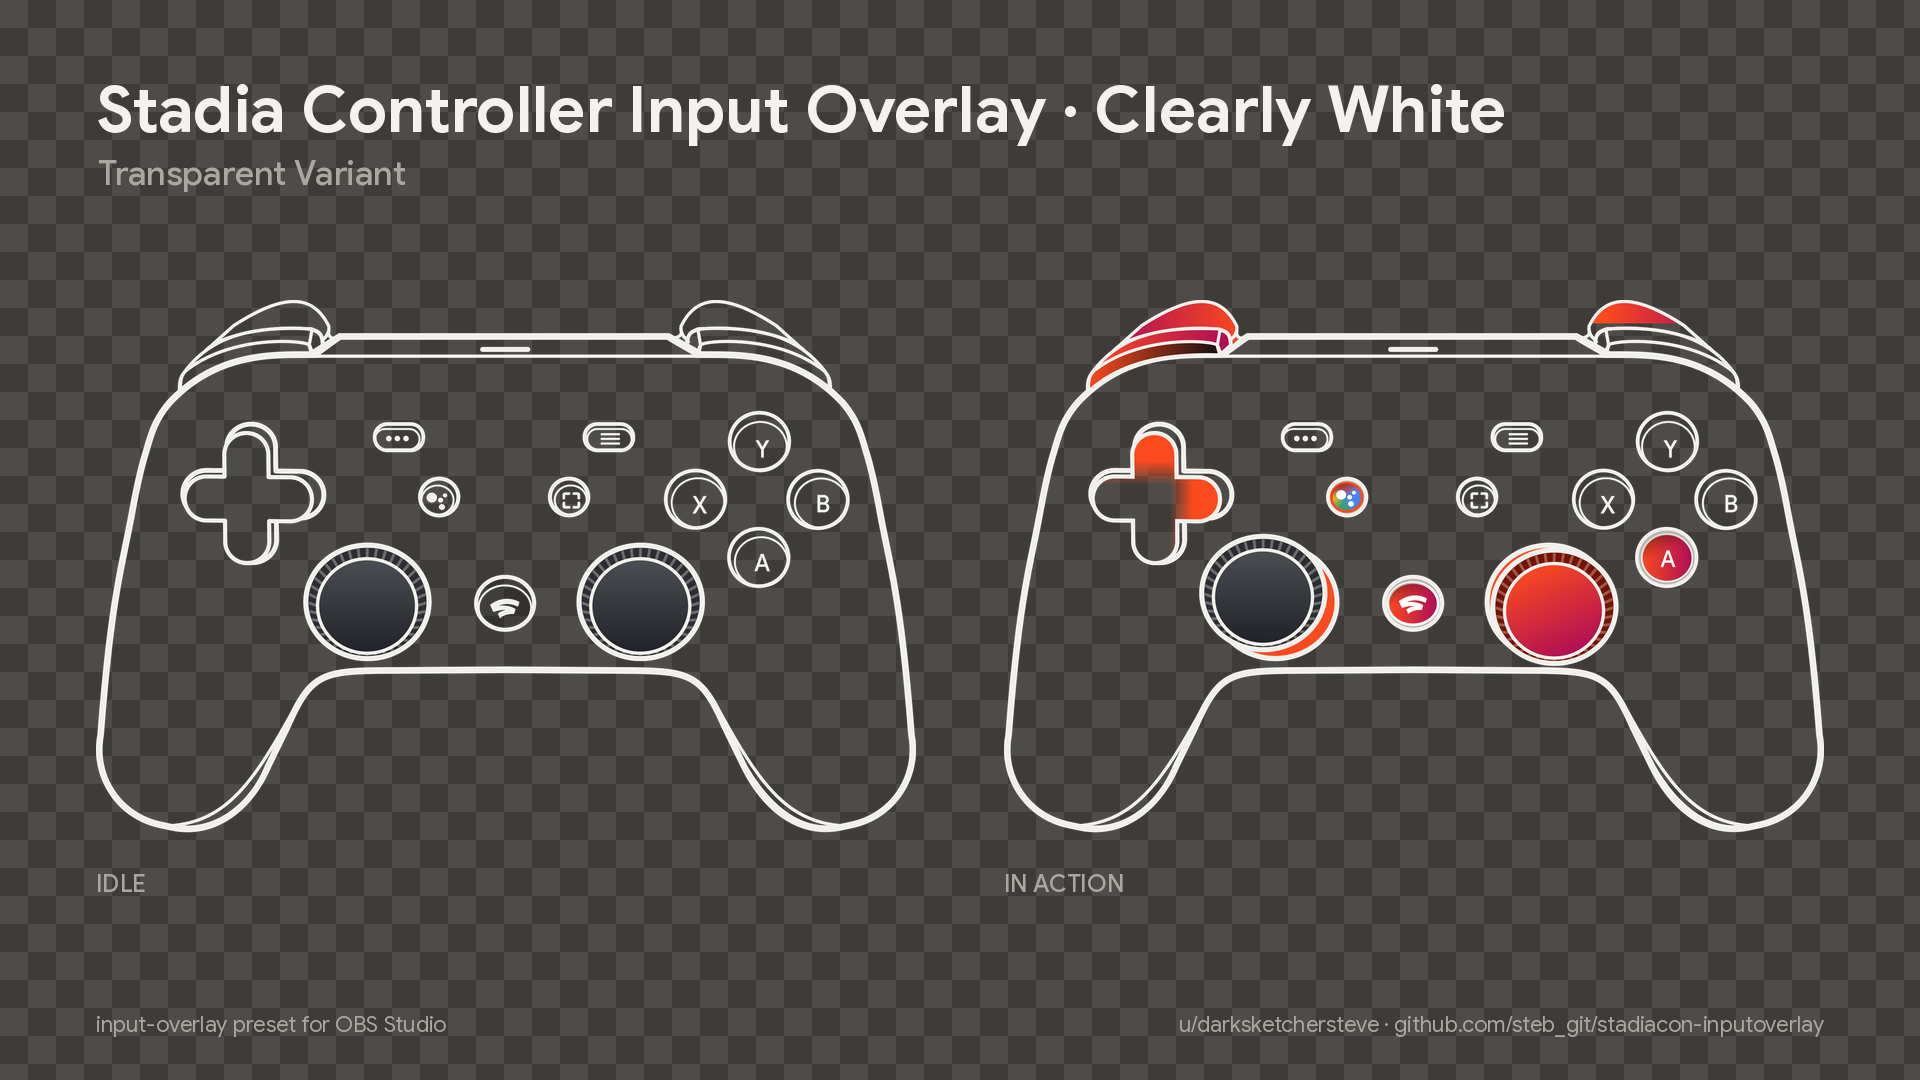 Stadia Controller Input Overlay · Clearly White
Transparent Variant
Y
X
B
A
Y
X
B
A
IDLE
IN ACTION
input-overlay preset for OBS Studio
u/darksketchersteve · github.com/steb_git/stadiacon-inputoverlay